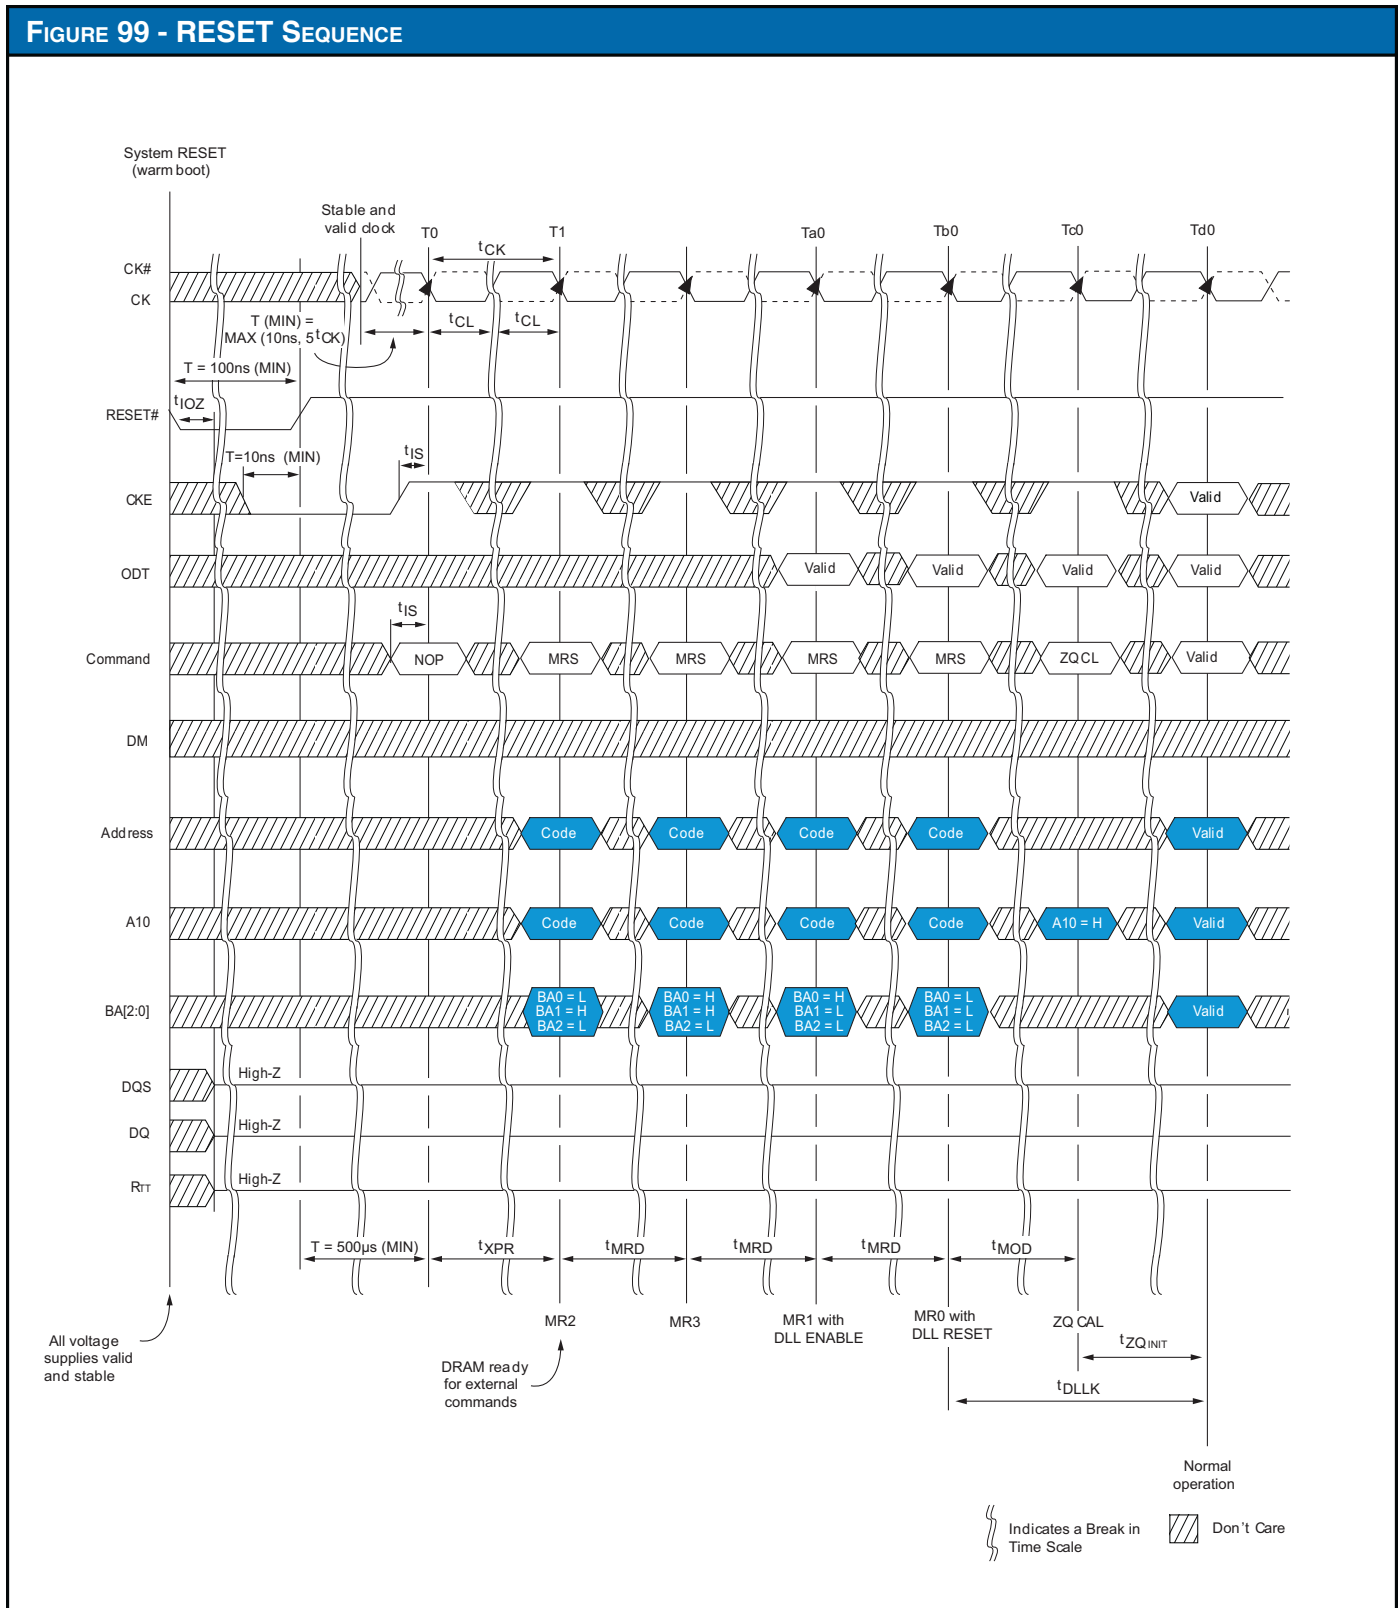 FIGURE 99 - RESET SEQUENCE
System RESET
(warm boot)
Stable and
valid clock
T0
T1
Ta0
Tb0
Tc0
Td0
tCK
CK#
CK
T (MIN) =
MAX (10ns, 5tCK)
tCL
tCL
T = 100ns (MIN)
tIOZ
RESET#
T=10ns (MIN)
tIS
CKE
Valid
ODT
Valid
Valid
Valid
Valid
tIS
Command
NOP
MRS
MRS
MRS
MRS
ZQCL
Valid
DM
Address
Code
Code
Code
Code
Valid
A10
Code
Code
Code
Code
A10 = H
Valid
BA[2:0]
BA0 = L
BA1 = H
BA2 = L
BA0 = H
BA1 = H
BA2 = L
BA0 = H
BA1 = L
BA2 = L
BA0 = L
BA1 = L
BA2 = L
Valid
DQS
High-Z
DQ
High-Z
RTT
High-Z
T = 500µs (MIN)
tXPR
tMRD
tMRD
tMRD
tMOD
MR2
MR3
MR1 with
DLL ENABLE
MR0 with
DLL RESET
ZQ CAL
tZQINIT
All voltage
supplies valid
and stable
DRAM ready
for external
commands
tDLLK
Normal
operation
Indicates a Break in
Time Scale
Don't Care